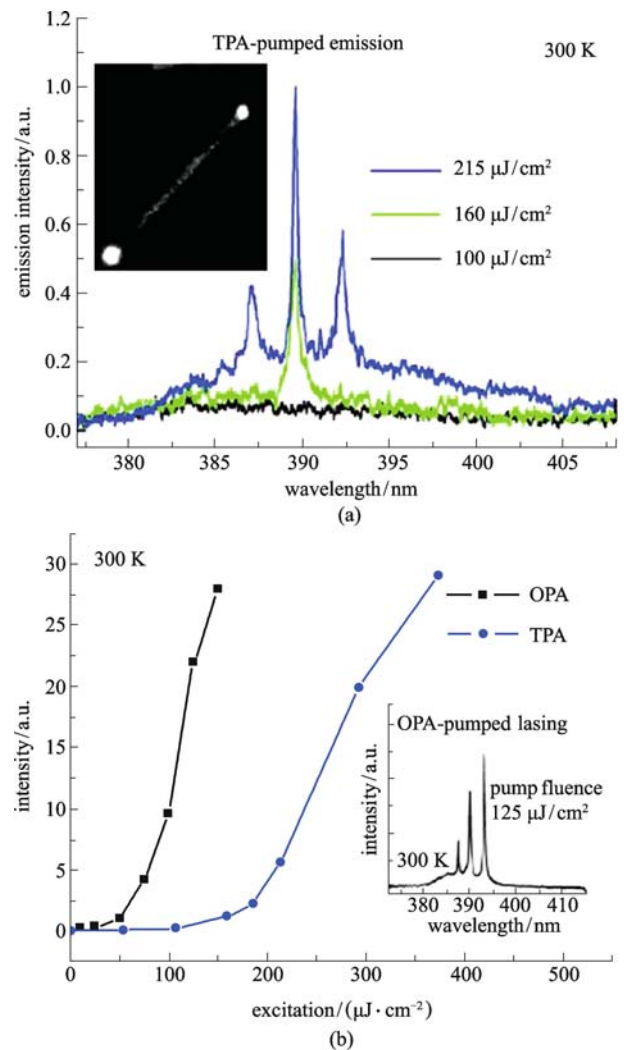 TPA-pumped emission
300 K
1.2
1.0
0.8
0.6
0.4
0.2
0.0
emission intensity/a.u.
215 μJ/cm²
160 μJ/cm²
100 μJ/cm²
380
385
390
395
400
405
wavelength/nm
(a)
300 K
30
25
20
15
10
5
0
intensity/a.u.
OPA
TPA
OPA-pumped lasing
pump fluence
125 μJ/cm²
300 K
intensity/a.u.
380
390
400
410
wavelength/nm
0
100
200
300
400
500
excitation/(μJ·cm⁻²)
(b)